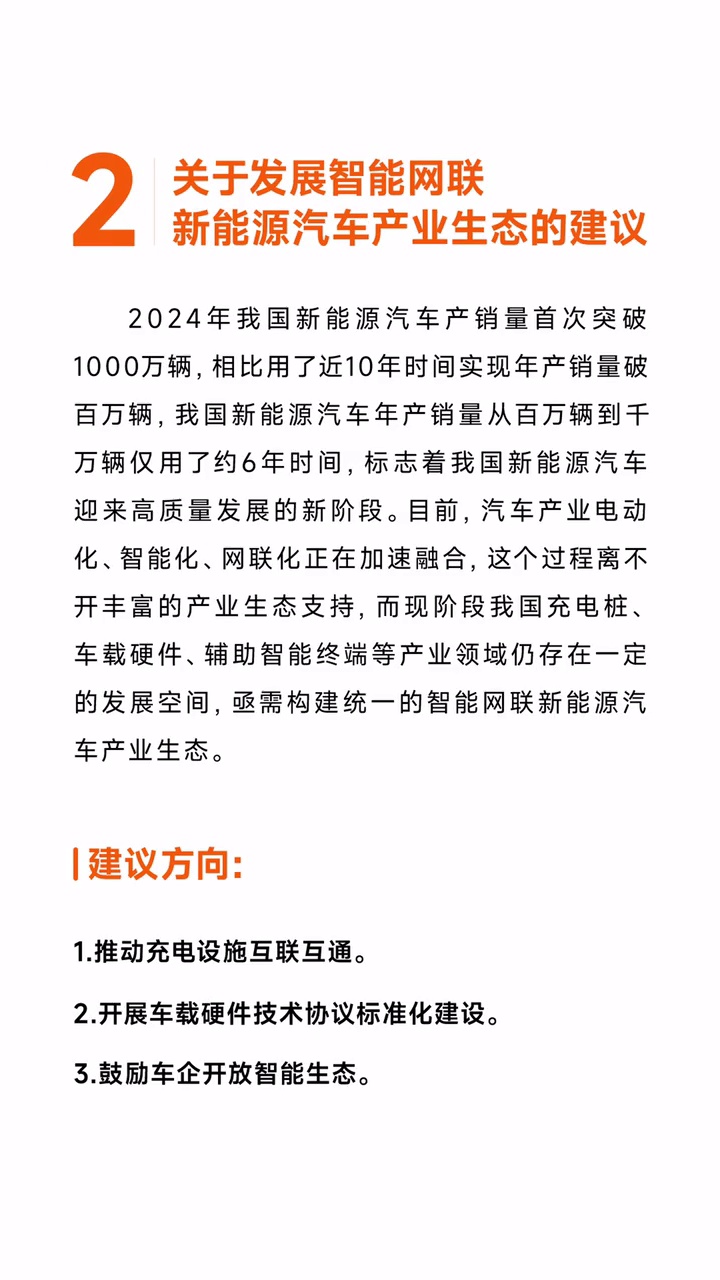 2
关于发展智能网联
新能源汽车产业生态的建议
2024年我国新能源汽车产销量首次突破
1000万辆，相比用了近10年时间实现年产销量破
百万辆，我国新能源汽车年产销量从百万辆到千
万辆仅用了约6年时间，标志着我国新能源汽车
迎来高质量发展的新阶段。目前，汽车产业电动
化、智能化、网联化正在加速融合，这个过程离不
开丰富的产业生态支持，而现阶段我国充电桩、
车载硬件、辅助智能终端等产业领域仍存在一定
的发展空间，亟需构建统一的智能网联新能源汽
车产业生态。
建议方向:
1.推动充电设施互联互通。
2.开展车载硬件技术协议标准化建设。
3.鼓励车企开放智能生态。